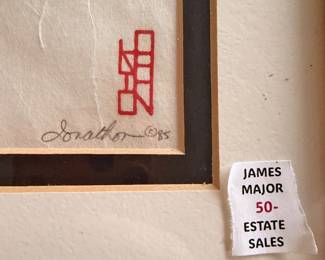 Jonathon ©85
JAMES
MAJOR
50-
ESTATE
SALES